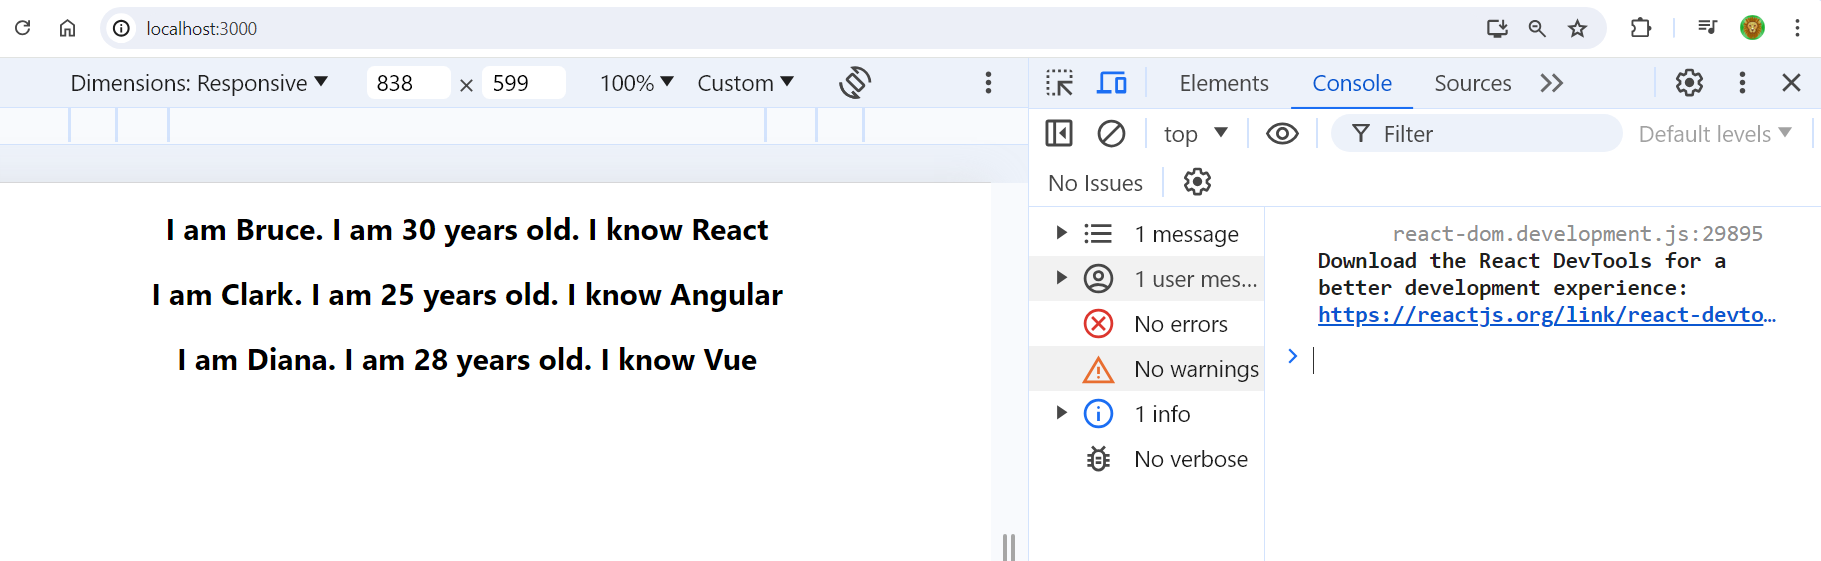 localhost:3000
Dimensions: Responsive 838 × 599 100% Custom
Elements Console Sources
top Filter Default levels
No Issues
I am Bruce. I am 30 years old. I know React
I am Clark. I am 25 years old. I know Angular
I am Diana. I am 28 years old. I know Vue
1 message
1 user mes...
No errors
No warnings
1 info
No verbose
react-dom.development.js:29895
Download the React DevTools for a
better development experience:
https://reactjs.org/link/react-devto…